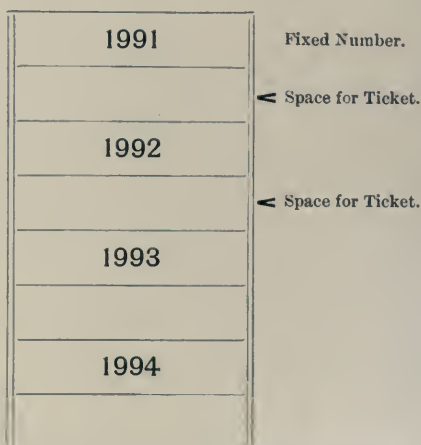 1991 Fixed Number.
< Space for Ticket.
1992
< Space for Ticket.
1993
1994